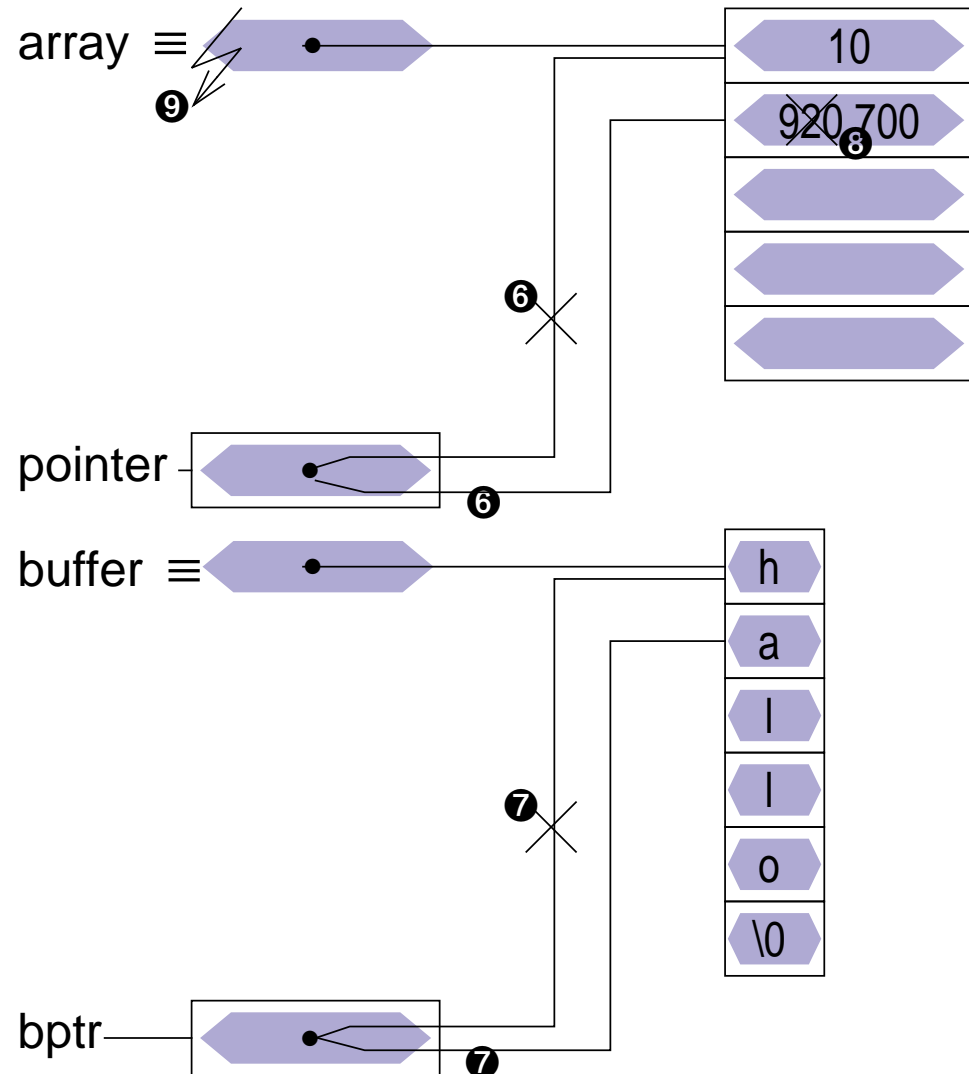 array ≡
10
❾
920 700
❽
❻
pointer
❻
buffer ≡
h
a
l
l
❼
o
\0
bptr
❼